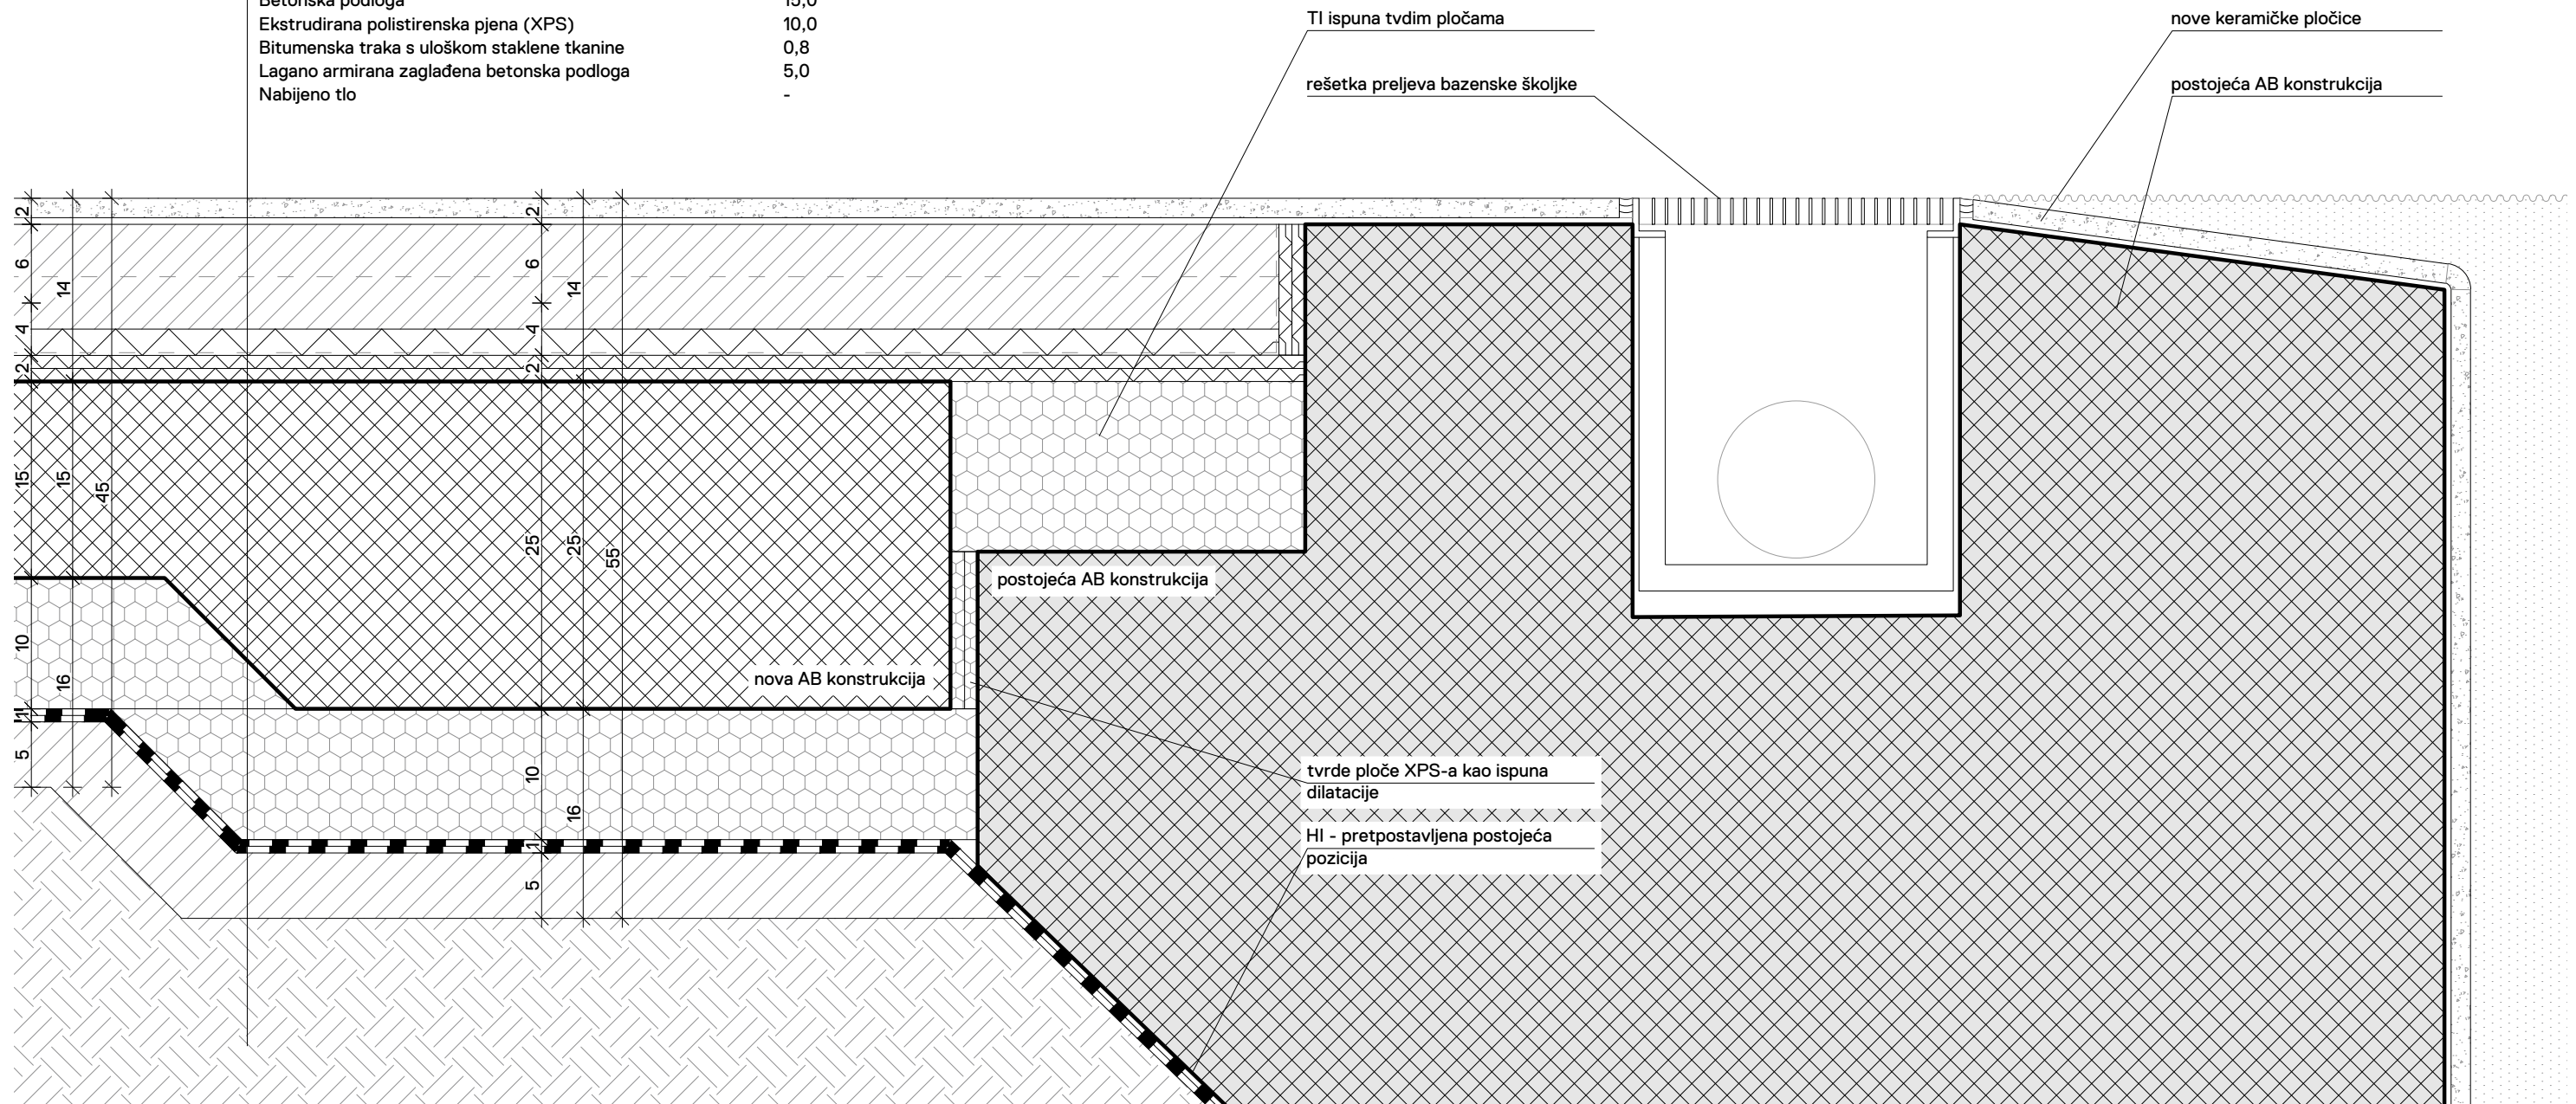 Betonska podloga 15,0
Ekstrudirana polistirenska pjena (XPS) 10,0
Bitumenska traka s uloškom staklene tkanine 0,8
Lagano armirana zaglađena betonska podloga 5,0
Nabijeno tlo -
TI ispuna tvdim pločama
rešetka preljeva bazenske školjke
nove keramičke pločice
postojeća AB konstrukcija
2
6
4
2
15
10
1
5
14
15
16
45
2
6
4
2
25
10
1
5
14
25
16
55
postojeća AB konstrukcija
nova AB konstrukcija
tvrde ploče XPS-a kao ispuna
dilatacije
HI - pretpostavljena postojeća
pozicija